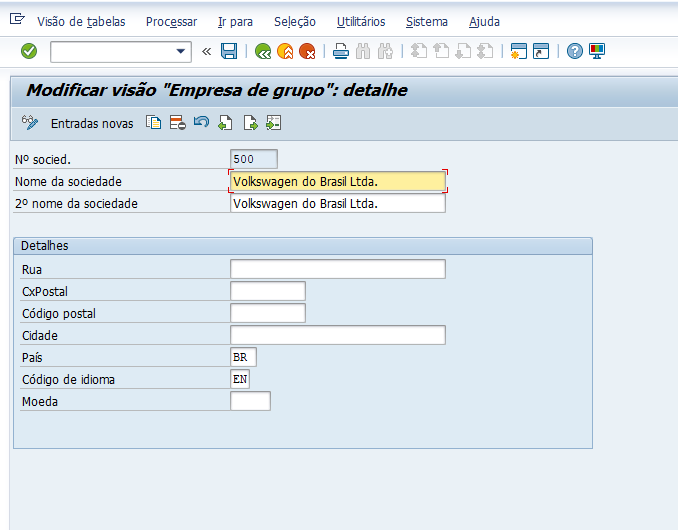 Visão de tabelas Processar Ir para Seleção Utilitários Sistema Ajuda
Modificar visão "Empresa de grupo": detalhe
Entradas novas
Nº socied. 500
Nome da sociedade Volkswagen do Brasil Ltda.
2º nome da sociedade Volkswagen do Brasil Ltda.
Detalhes
Rua
CxPostal
Código postal
Cidade
País BR
Código de idioma EN
Moeda